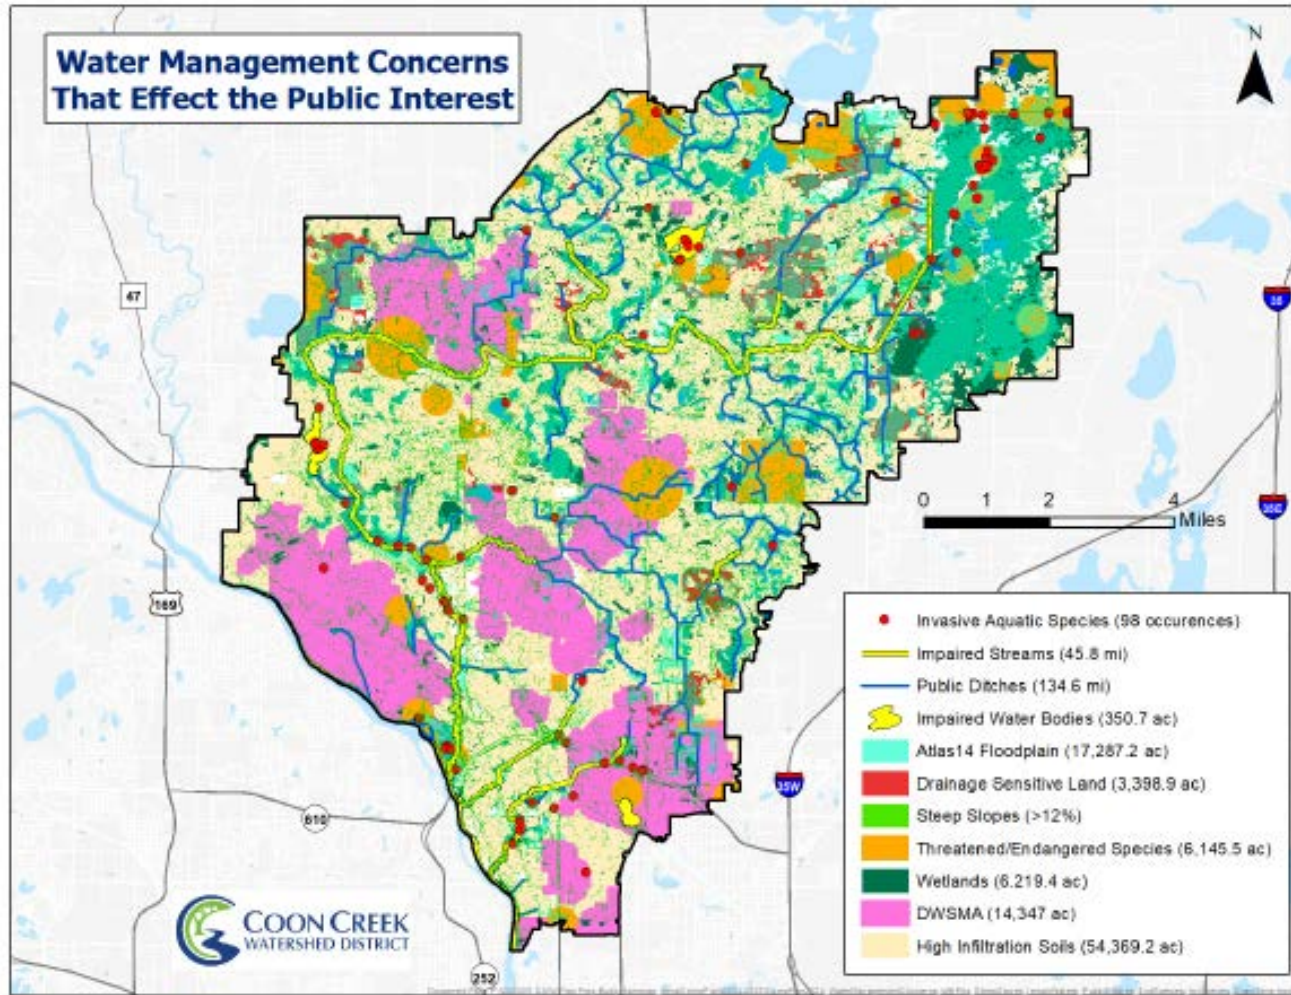 Water Management Concerns
That Effect the Public Interest
N
47
35
35E
0 1 2 4
Miles
169
35W
610
252
Invasive Aquatic Species (98 occurences)
Impaired Streams (45.8 mi)
Public Ditches (134.6 mi)
Impaired Water Bodies (350.7 ac)
Atlas14 Floodplain (17,287.2 ac)
Drainage Sensitive Land (3,398.9 ac)
Steep Slopes (>12%)
Threatened/Endangered Species (6,145.5 ac)
Wetlands (6,219.4 ac)
DWSMA (14,347 ac)
High Infiltration Soils (54,369.2 ac)
COON CREEK
WATERSHED DISTRICT